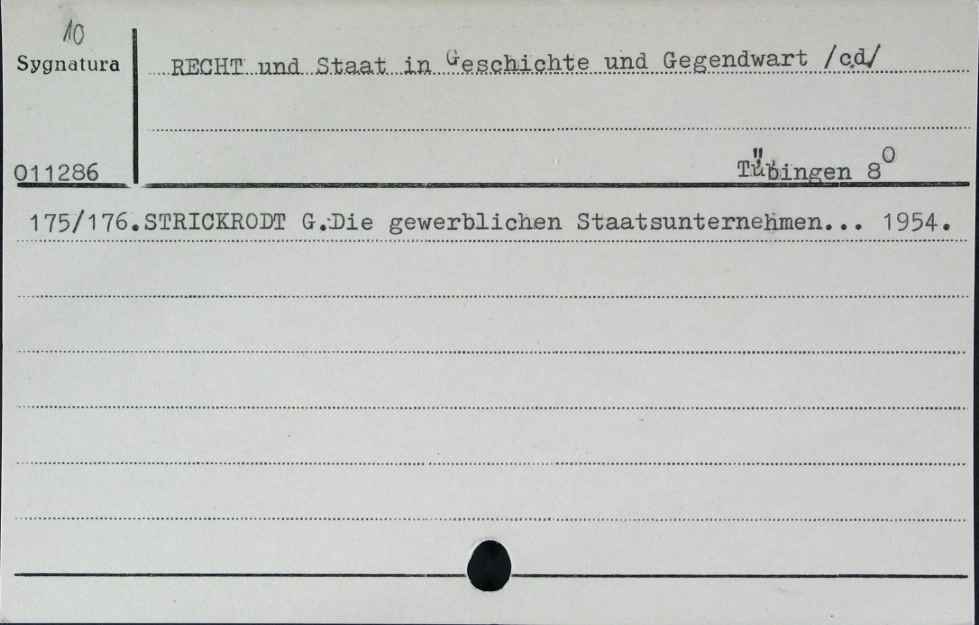 10
Sygnatura
RECHT und Staat in Geschichte und Gegendwart /cd/
011286
Tübingen 8⁰
175/176.STRICKRODT G.Die gewerblichen Staatsunternehmen... 1954.